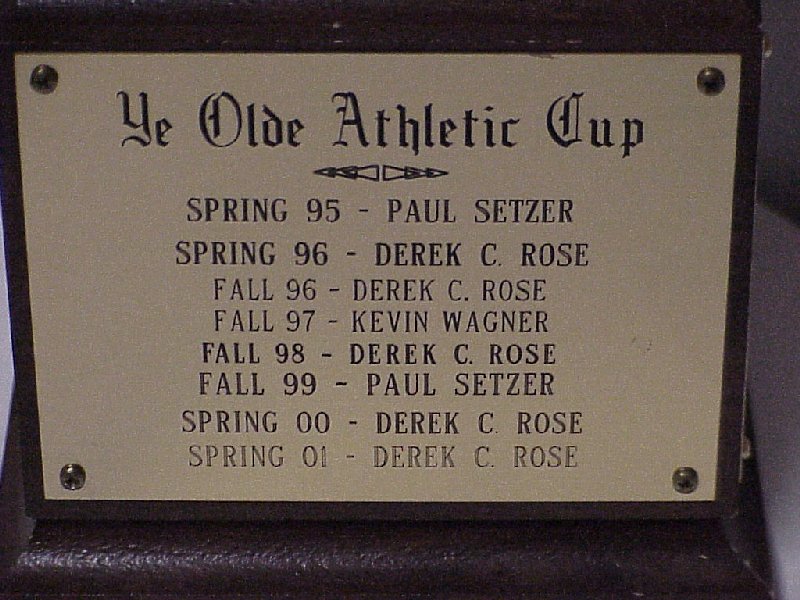 Ye Olde Athletic Cup
SPRING 95 - PAUL SETZER
SPRING 96 - DEREK C. ROSE
FALL 96 - DEREK C. ROSE
FALL 97 - KEVIN WAGNER
FALL 98 - DEREK C. ROSE
FALL 99 - PAUL SETZER
SPRING 00 - DEREK C. ROSE
SPRING 01 - DEREK C. ROSE